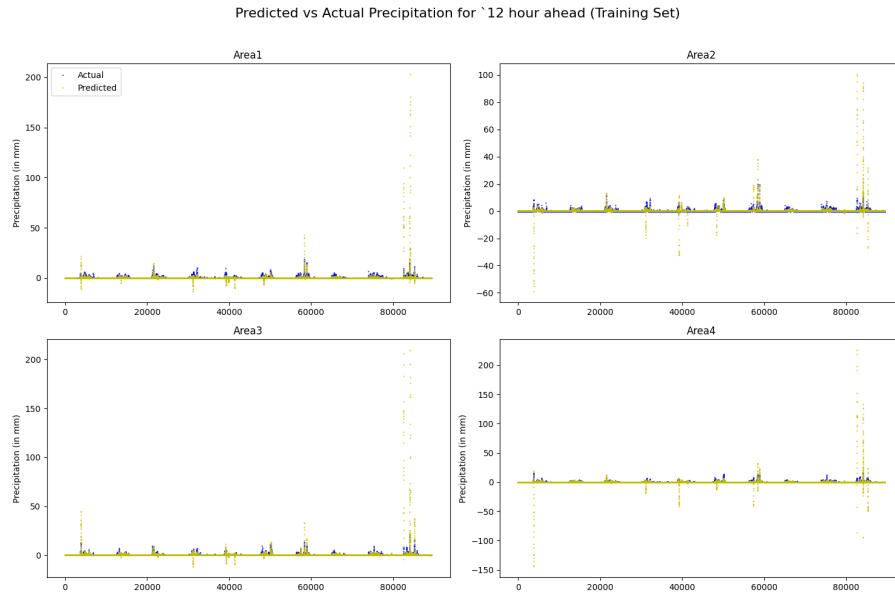 Predicted vs Actual Precipitation for `12 hour ahead (Training Set)
Area1
Area2
Actual
Predicted
Precipitation (in mm)
200
150
100
50
0
0 20000 40000 60000 80000
Precipitation (in mm)
100
80
60
40
20
0
−20
−40
−60
0 20000 40000 60000 80000
Area3
Area4
Precipitation (in mm)
200
150
100
50
0
0 20000 40000 60000 80000
Precipitation (in mm)
200
150
100
50
0
−50
−100
−150
0 20000 40000 60000 80000